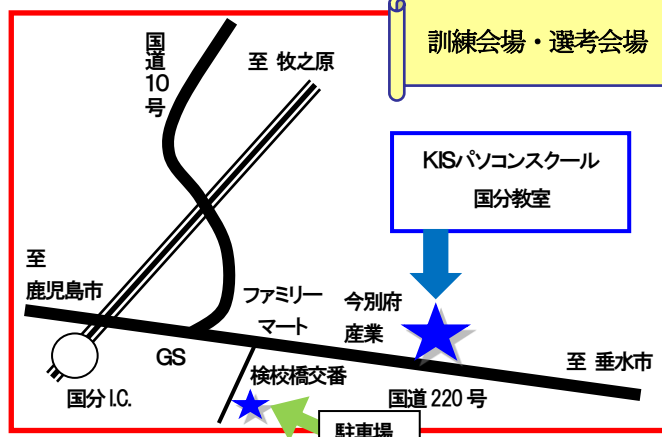 訓練会場・選考会場
国道10号
至 牧之原
KISパソコンスクール
国分教室
至
鹿児島市
ファミリー
マート
今別府
産業
GS
検校橋交番
至 垂水市
国分 I.C.
国道 220 号
駐車場